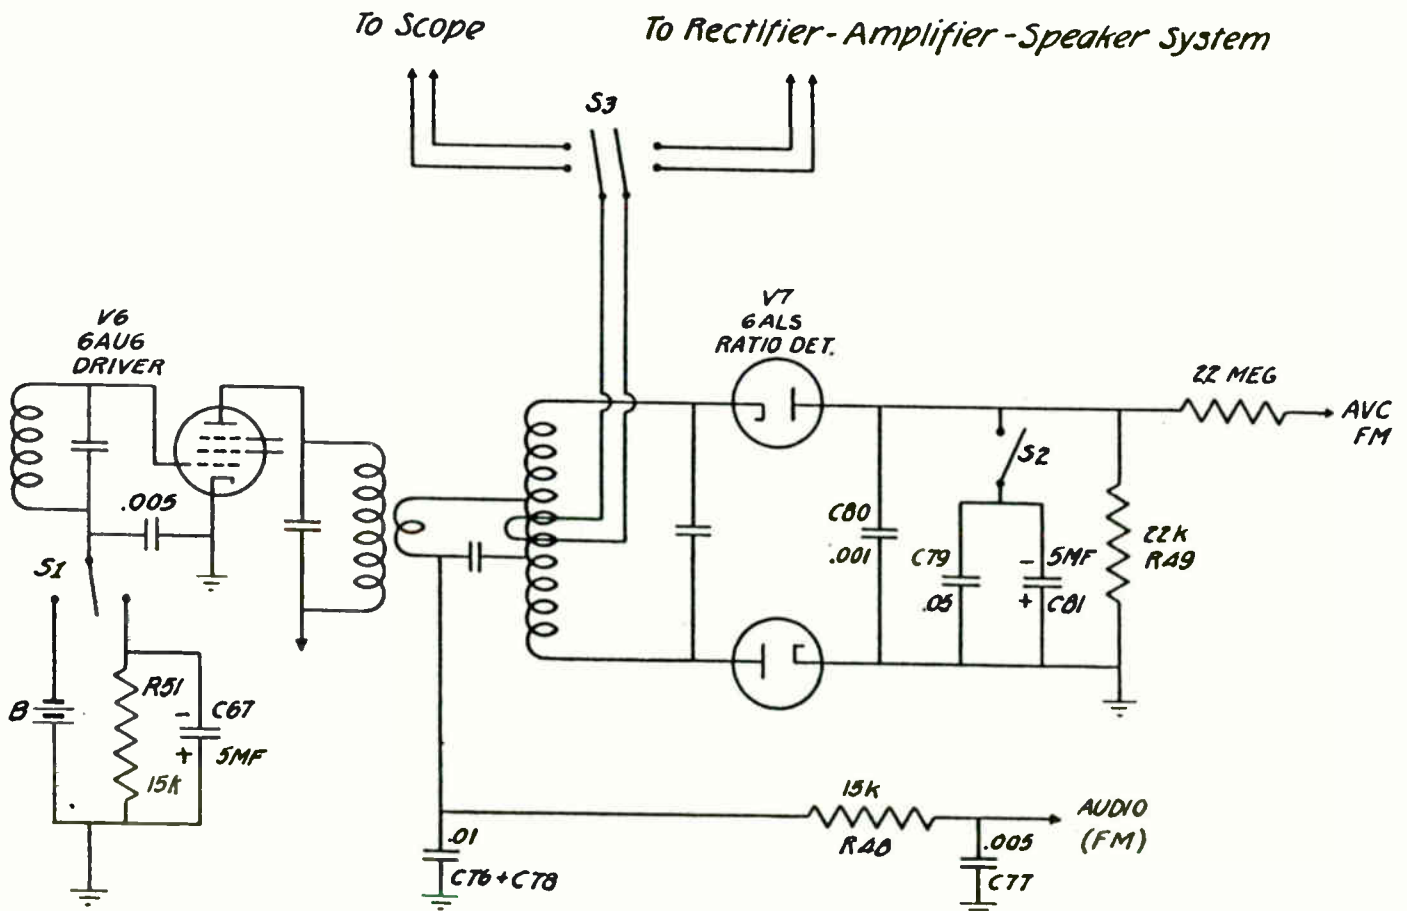 To Scope
To Rectifier-Amplifier-Speaker System
S3
V6
6AU6
DRIVER
V7
6AL5
RATIO DET.
22 MEG
AVC
FM
S2
.005
C80
.001
C79
.05
- 5MF
+ C81
22K
R49
S1
B
R51
15K
- C67
+ 5MF
15K
R48
AUDIO
(FM)
.01
C76+C78
.005
C77